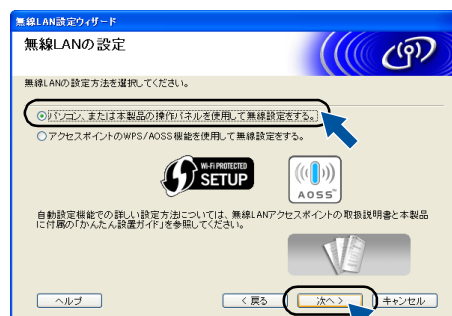 無線LAN設定ウィザード
無線LANの設定
無線LANの設定方法を選択してください。
パソコン、または本製品の操作パネルを使用して無線設定をする。
アクセスポイントのWPS/AOSS機能を使用して無線設定をする。
WI-FI PROTECTED
SETUP
AOSS™
自動設定機能での詳しい設定方法については、無線LANアクセスポイントの取扱説明書と本製品
に付属の「かんたん設置ガイド」を参照してください。
ヘルプ
< 戻る
次へ >
キャンセル